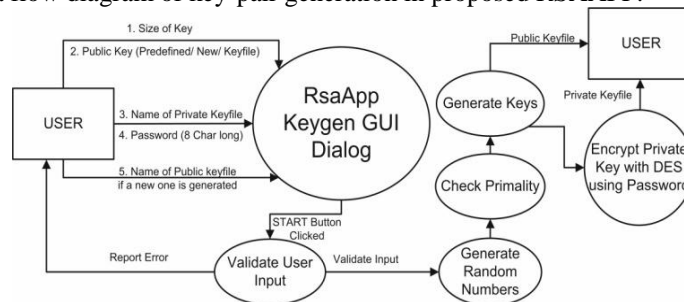 flow diagram of key pair generation in proposed
1. Size of Key
2. Public Key (Predefined/ New/ Keyfile)
USER
3. Name of Private Keyfile
4. Password (8 Char long)
5. Name of Public keyfile
if a new one is generated
RsaApp
Keygen GUI
Dialog
START Button
Clicked
Report Error
Validate User
Input
Validate Input
Generate
Random
Numbers
Check Primality
Generate Keys
Public Keyfile
USER
Private Keyfile
Encrypt Private
Key with DES
using Password